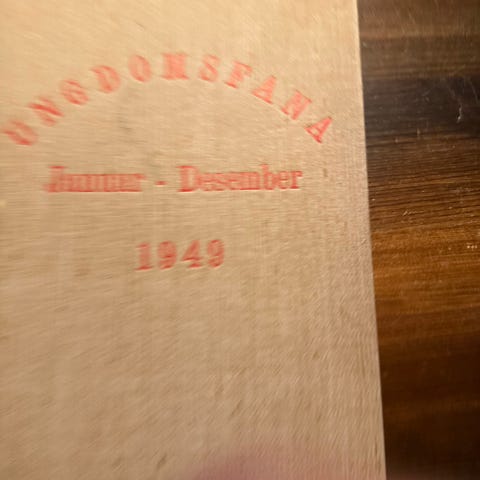 UNGDOMSFANA
Januar - Desember
1949